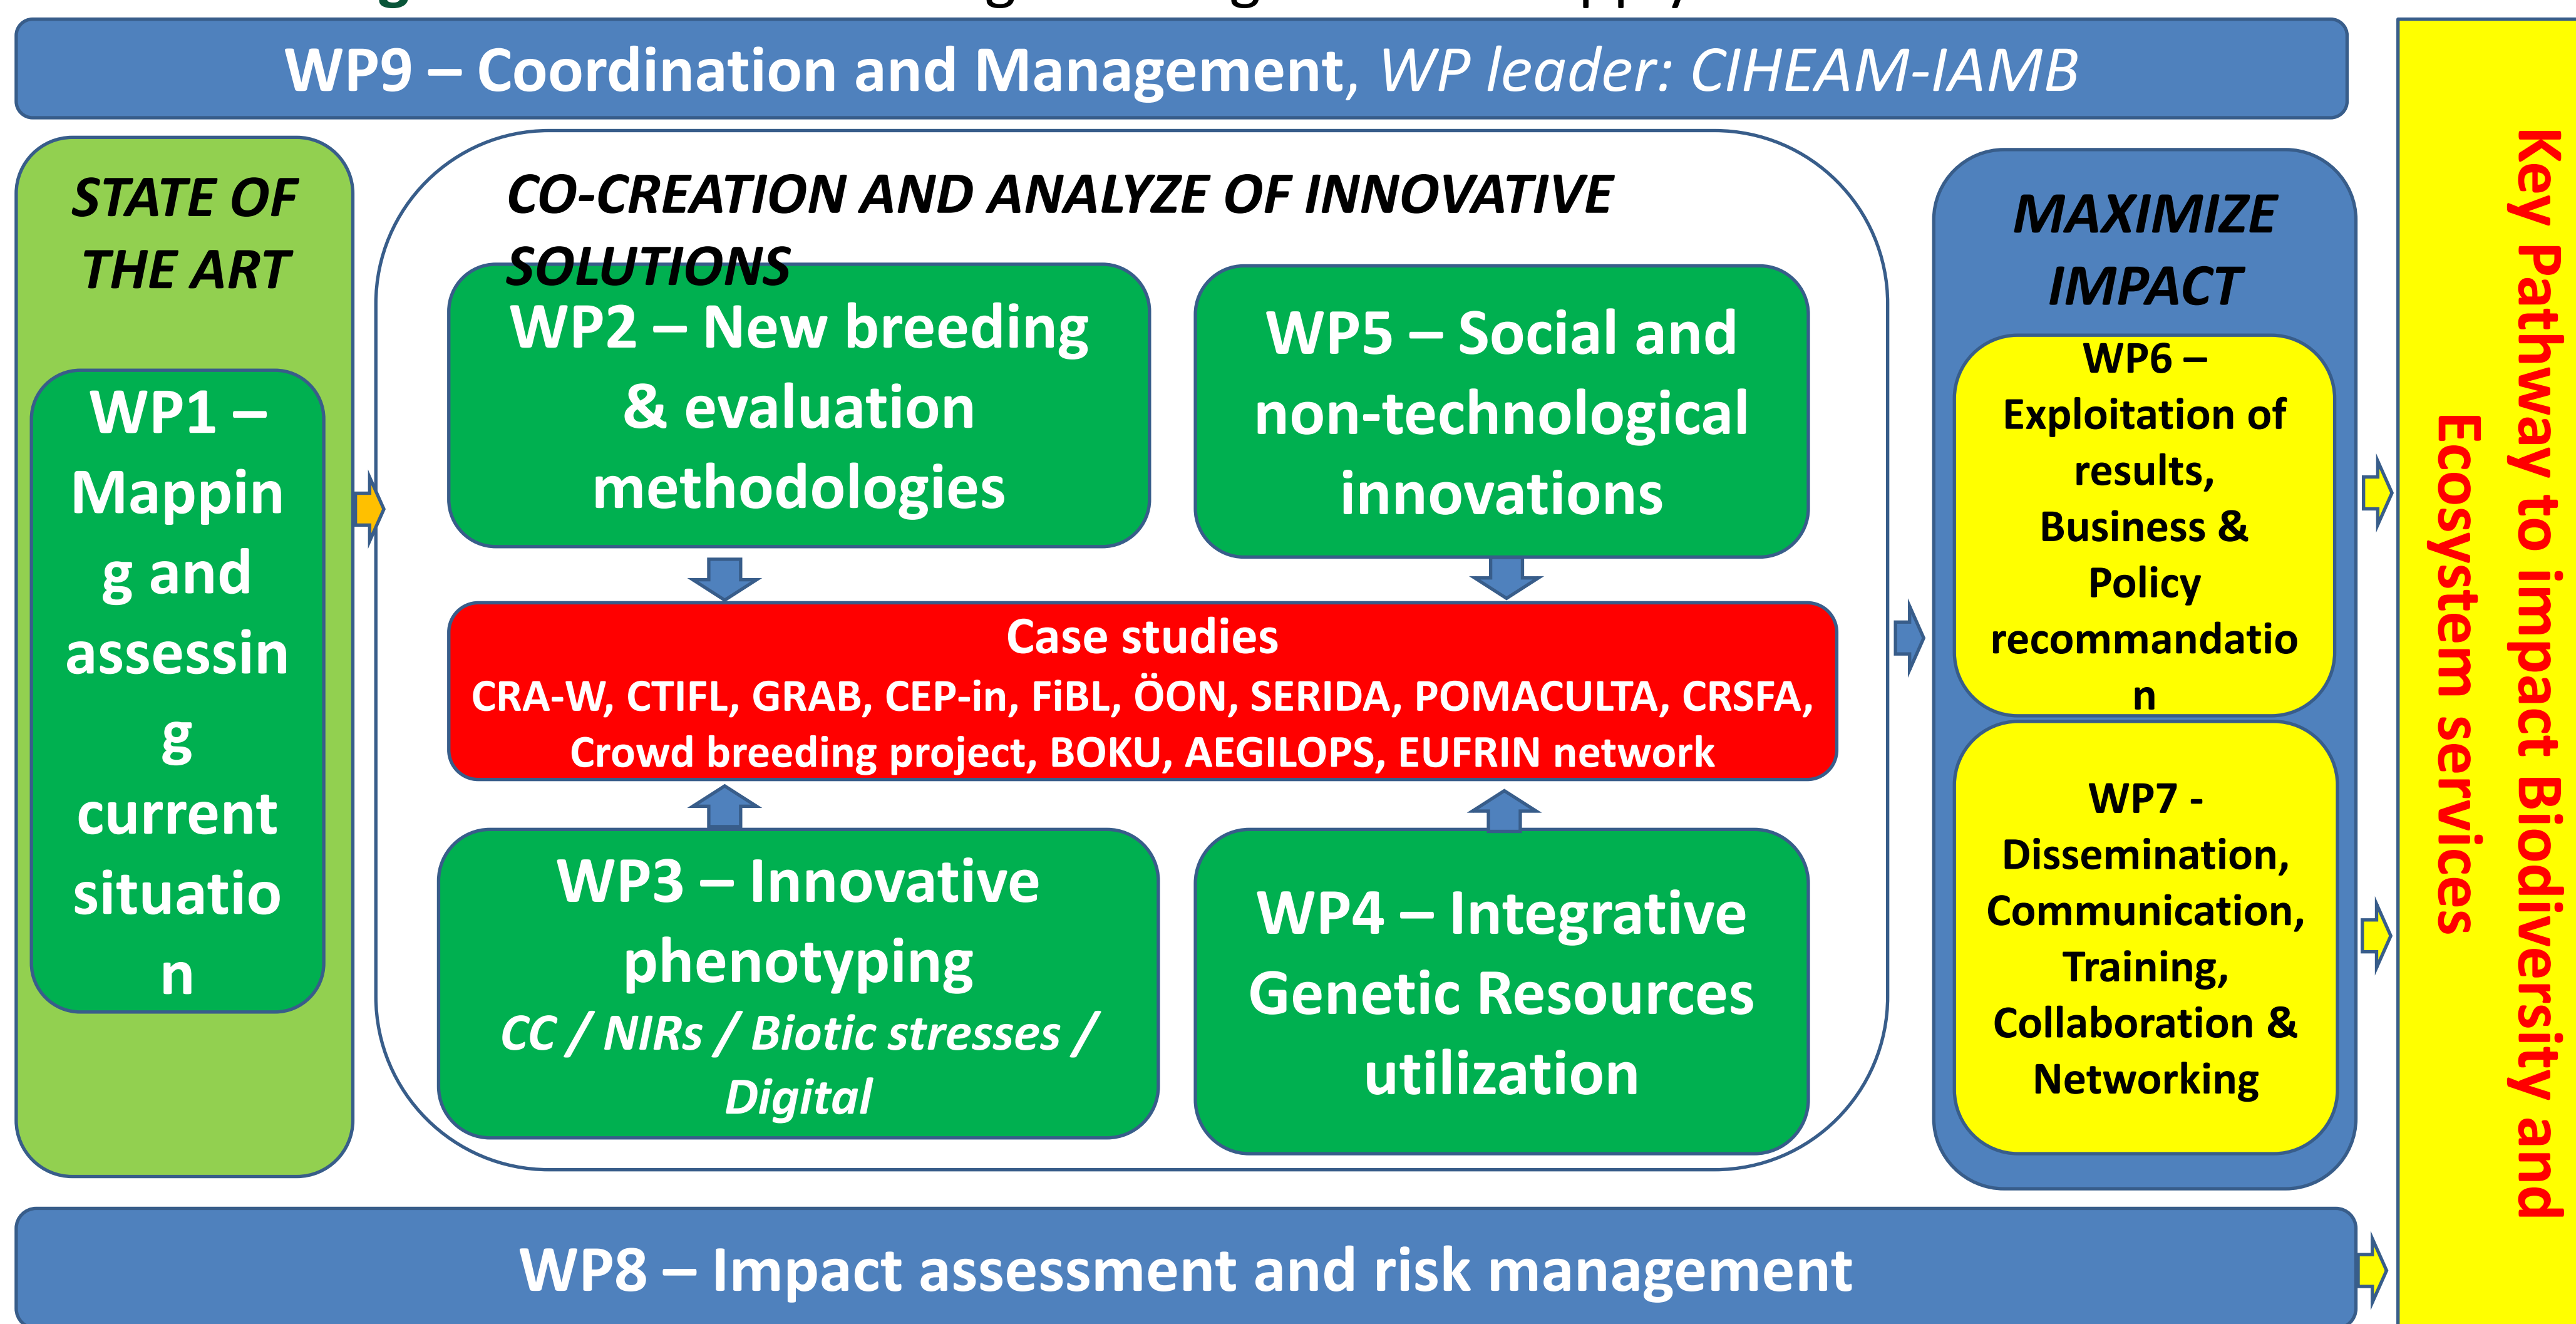 WP9 – Coordination and Management, WP leader: CIHEAM-IAMB
STATE OF
THE ART
WP1 –
Mappin
g and
assessin
g
current
situatio
n
CO-CREATION AND ANALYZE OF INNOVATIVE
SOLUTIONS
WP2 – New breeding
& evaluation
methodologies
WP5 – Social and
non-technological
innovations
Case studies
CRA-W, CTIFL, GRAB, CEP-in, FiBL, ÖON, SERIDA, POMACULTA, CRSFA,
Crowd breeding project, BOKU, AEGILOPS, EUFRIN network
WP3 – Innovative
phenotyping
CC / NIRs / Biotic stresses /
Digital
WP4 – Integrative
Genetic Resources
utilization
MAXIMIZE
IMPACT
WP6 –
Exploitation of
results,
Business &
Policy
recommandatio
n
WP7 -
Dissemination,
Communication,
Training,
Collaboration &
Networking
Key Pathway to impact Biodiversity and
Ecosystem services
WP8 – Impact assessment and risk management